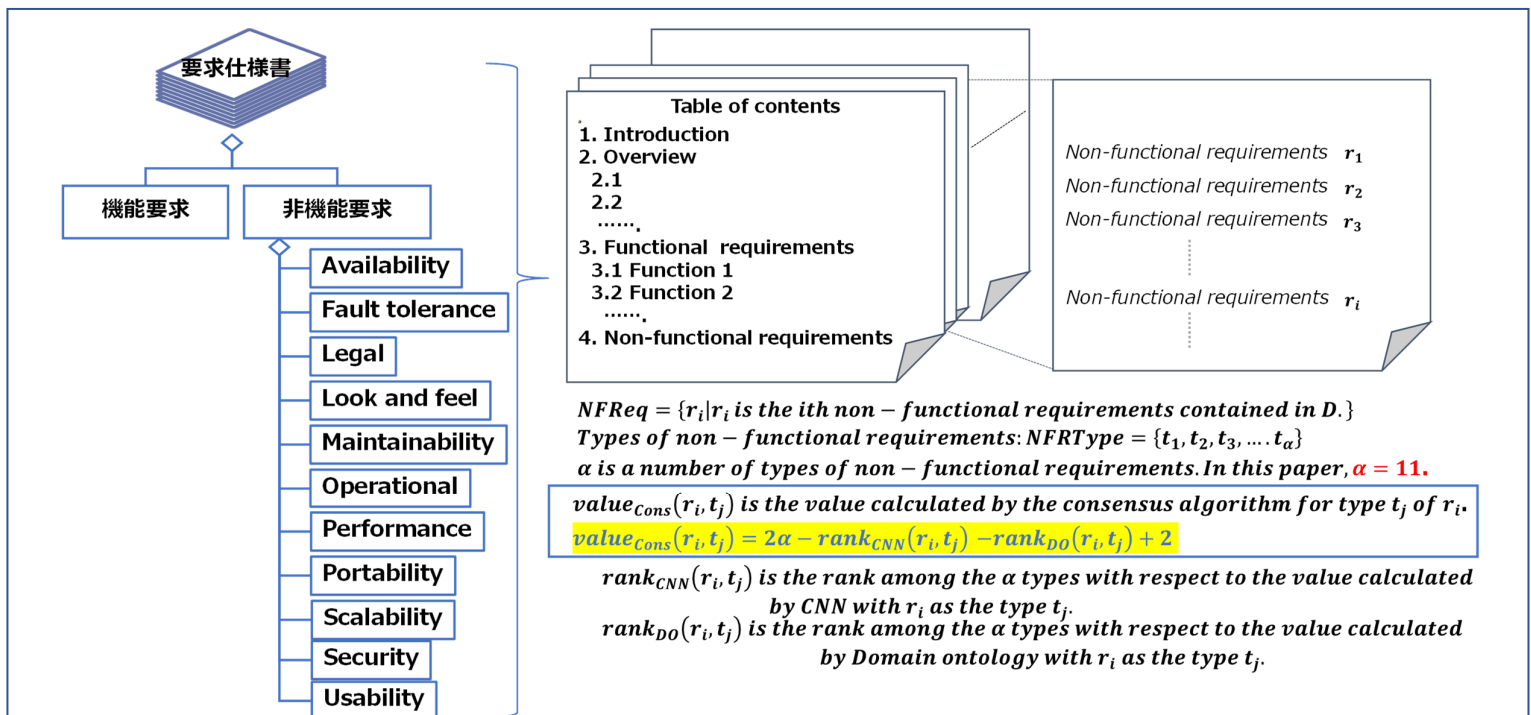 要求仕様書
機能要求
非機能要求
Availability
Fault tolerance
Legal
Look and feel
Maintainability
Operational
Performance
Portability
Scalability
Security
Usability
Table of contents
1. Introduction
2. Overview
2.1
2.2
…….
3. Functional requirements
3.1 Function 1
3.2 Function 2
…….
4. Non-functional requirements
Non-functional requirements r₁
Non-functional requirements r₂
Non-functional requirements r₃
Non-functional requirements rᵢ
NFReq = {rᵢ|rᵢ is the ith non − functional requirements contained in D. }
Types of non − functional requirements: NFRType = {t₁, t₂, t₃, … . t_α}
α is a number of types of non − functional requirements. In this paper, α = 11.
value_Cons(rᵢ, tⱼ) is the value calculated by the consensus algorithm for type tⱼ of rᵢ.
value_Cons(rᵢ, tⱼ) = 2α − rank_CNN(rᵢ, tⱼ) −rank_DO(rᵢ, tⱼ) + 2
rank_CNN(rᵢ, tⱼ) is the rank among the α types with respect to the value calculated
by CNN with rᵢ as the type tⱼ.
rank_DO(rᵢ, tⱼ) is the rank among the α types with respect to the value calculated
by Domain ontology with rᵢ as the type tⱼ.